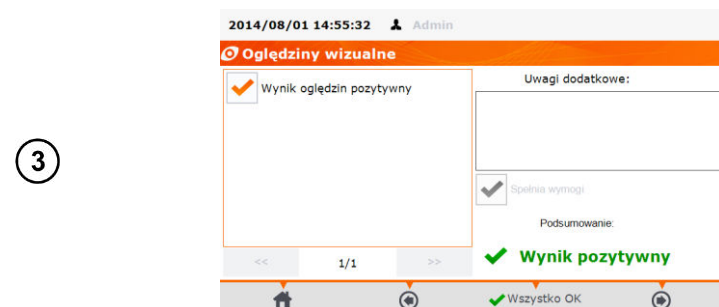 3
2014/08/01 14:55:32 Admin
Oględziny wizualne
Wynik oględzin pozytywny
Uwagi dodatkowe:
Spełnia wymogi
Podsumowanie:
Wynik pozytywny
<< 1/1 >>
Wszystko OK